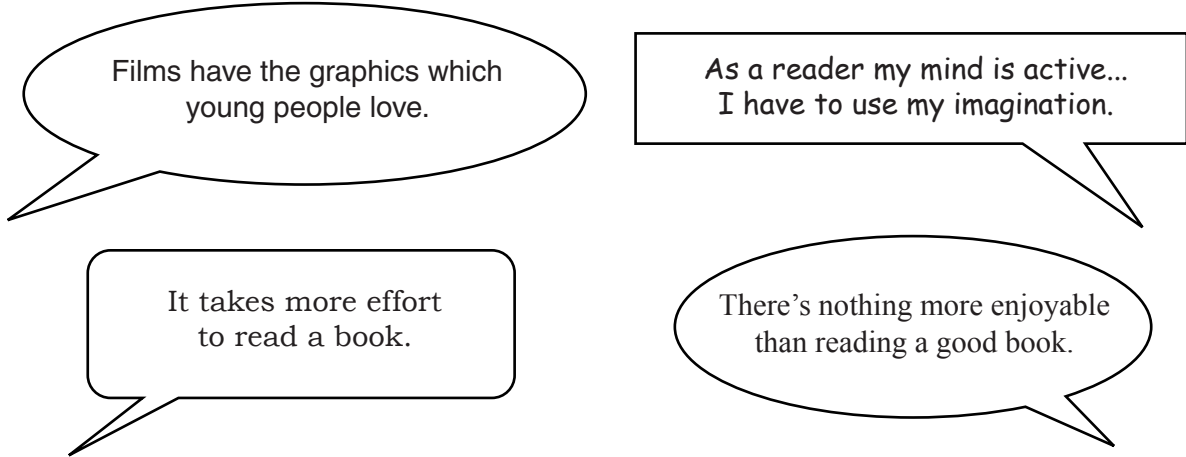 Films have the graphics which
young people love.
As a reader my mind is active...
I have to use my imagination.
It takes more effort
to read a book.
There’s nothing more enjoyable
than reading a good book.